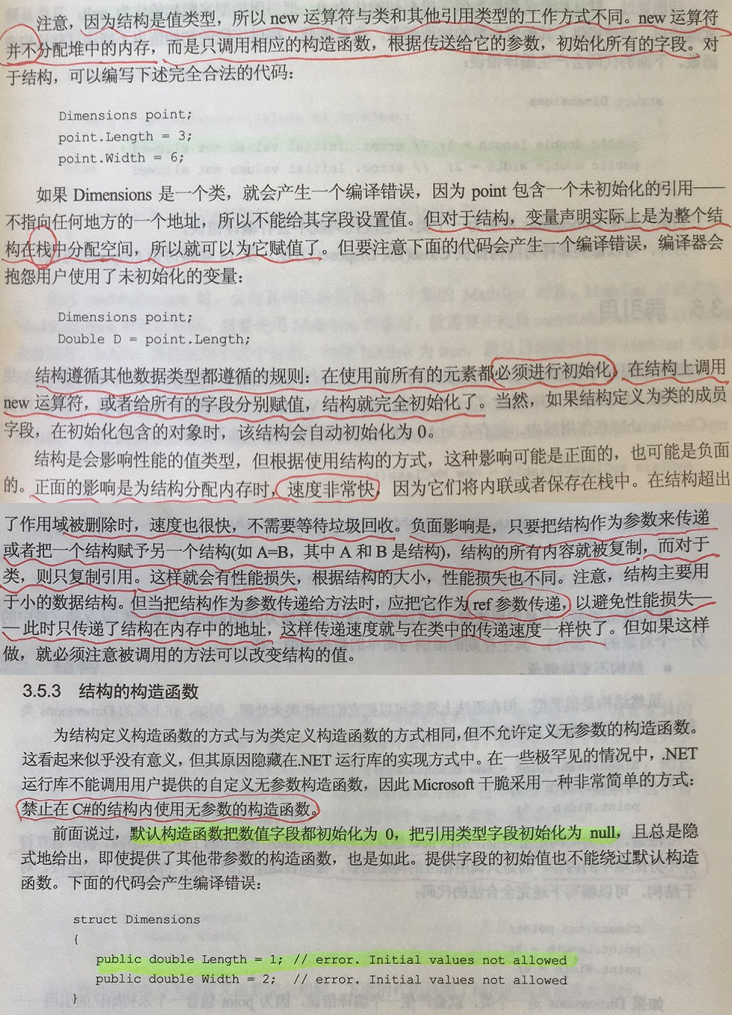 注意，因为结构是值类型，所以 new 运算符与类和其他引用类型的工作方式不同。new 运算符
并不分配堆中的内存，而是只调用相应的构造函数，根据传送给它的参数，初始化所有的字段。对
于结构，可以编写下述完全合法的代码：
Dimensions point;
point.Length = 3;
point.Width = 6;
如果 Dimensions 是一个类，就会产生一个编译错误，因为 point 包含一个未初始化的引用——
不指向任何地方的一个地址，所以不能给其字段设置值。但对于结构，变量声明实际上是为整个结
构在栈中分配空间，所以就可以为它赋值了。但要注意下面的代码会产生一个编译错误，编译器会
抱怨用户使用了未初始化的变量：
Dimensions point;
Double D = point.Length;
结构遵循其他数据类型都遵循的规则：在使用前所有的元素都必须进行初始化。在结构上调用
new 运算符，或者给所有的字段分别赋值，结构就完全初始化了。当然，如果结构定义为类的成员
字段，在初始化包含的对象时，该结构会自动初始化为 0。
结构是会影响性能的值类型，但根据使用结构的方式，这种影响可能是正面的，也可能是负面
的。正面的影响是为结构分配内存时，速度非常快，因为它们将内联或者保存在栈中。在结构超出
了作用域被删除时，速度也很快，不需要等待垃圾回收。负面影响是，只要把结构作为参数来传递
或者把一个结构赋予另一个结构(如 A=B，其中 A 和 B 是结构)，结构的所有内容就被复制，而对于
类，则只复制引用。这样就会有性能损失，根据结构的大小，性能损失也不同。注意，结构主要用
于小的数据结构。但当把结构作为参数传递给方法时，应把它作为 ref 参数传递，以避免性能损失—
— 此时只传递了结构在内存中的地址，这样传递速度就与在类中的传递速度一样快了。但如果这样
做，就必须注意被调用的方法可以改变结构的值。
3.5.3 结构的构造函数
为结构定义构造函数的方式与为类定义构造函数的方式相同，但不允许定义无参数的构造函数。
这看起来似乎没有意义，但其原因隐藏在.NET 运行库的实现方式中。在一些极罕见的情况中，.NET
运行库不能调用用户提供的自定义无参数构造函数，因此 Microsoft 干脆采用一种非常简单的方式：
禁止在 C#的结构内使用无参数的构造函数。
前面说过，默认构造函数把数值字段都初始化为 0，把引用类型字段初始化为 null，且总是隐
式地给出，即使提供了其他带参数的构造函数，也是如此。提供字段的初始值也不能绕过默认构造
函数。下面的代码会产生编译错误：
struct Dimensions
{
public double Length = 1; // error. Initial values not allowed
public double Width = 2; // error. Initial values not allowed
}